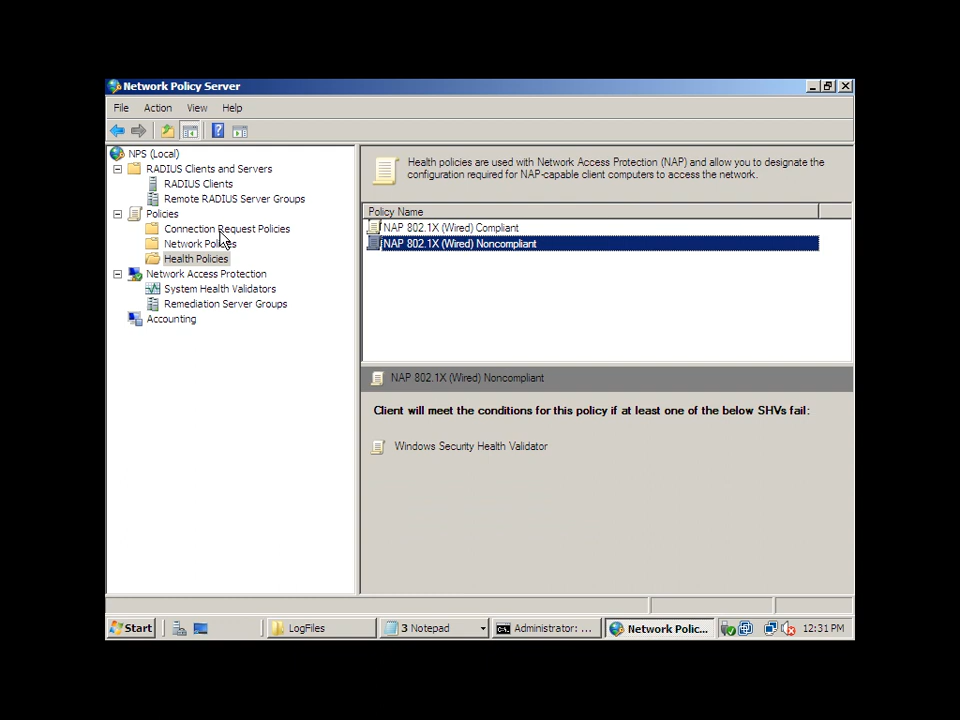 Network Policy Server
File Action View Help
NPS (Local)
RADIUS Clients and Servers
RADIUS Clients
Remote RADIUS Server Groups
Policies
Connection Request Policies
Network Policies
Health Policies
Network Access Protection
System Health Validators
Remediation Server Groups
Accounting
Health policies are used with Network Access Protection (NAP) and allow you to designate the
configuration required for NAP-capable client computers to access the network.
Policy Name
NAP 802.1X (Wired) Compliant
NAP 802.1X (Wired) Noncompliant
NAP 802.1X (Wired) Noncompliant
Client will meet the conditions for this policy if at least one of the below SHVs fail:
Windows Security Health Validator
Start LogFiles 3 Notepad Administrator: ... Network Polic... 12:31 PM